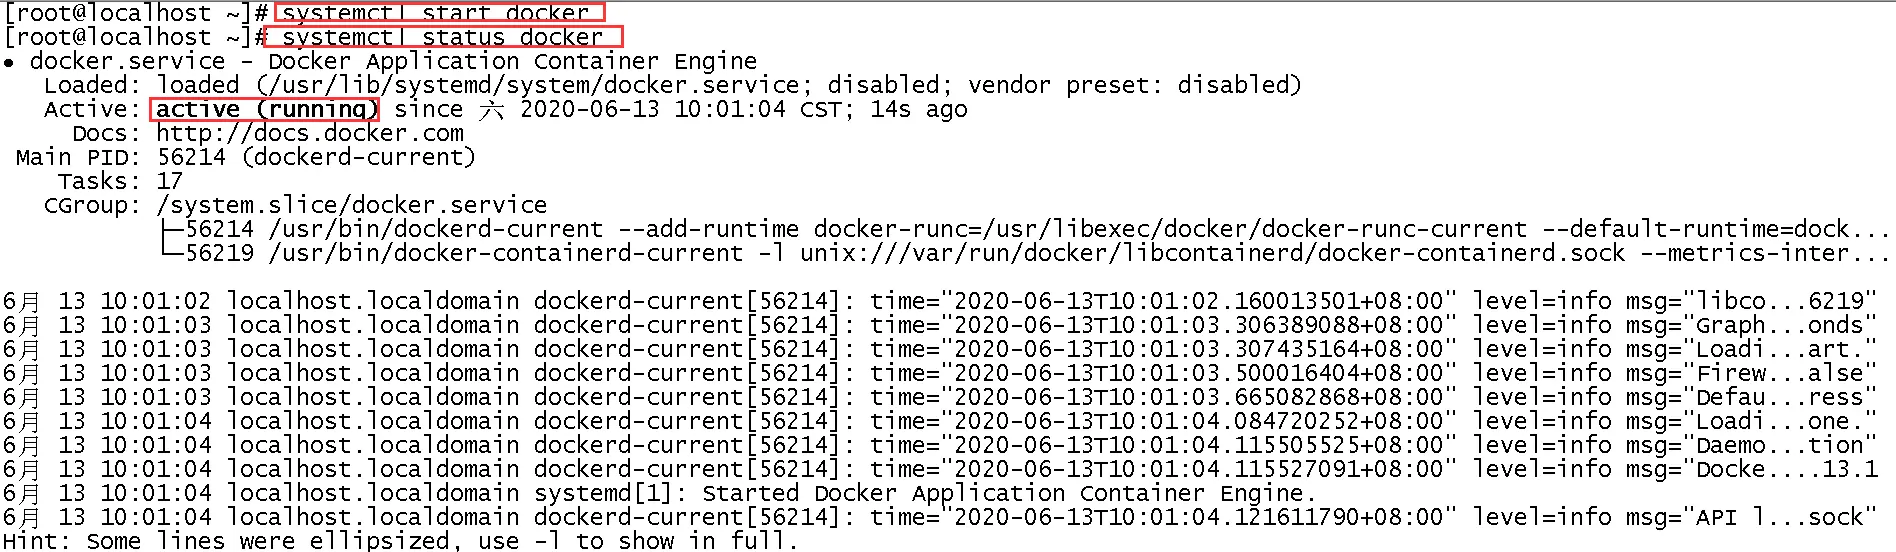 [root@localhost ~]# systemctl start docker
[root@localhost ~]# systemctl status docker
● docker.service - Docker Application Container Engine
Loaded: loaded (/usr/lib/systemd/system/docker.service; disabled; vendor preset: disabled)
Active: active (running) since 六 2020-06-13 10:01:04 CST; 14s ago
Docs: http://docs.docker.com
Main PID: 56214 (dockerd-current)
Tasks: 17
CGroup: /system.slice/docker.service
├─56214 /usr/bin/dockerd-current --add-runtime docker-runc=/usr/libexec/docker/docker-runc-current --default-runtime=dock...
└─56219 /usr/bin/docker-containerd-current -l unix:///var/run/docker/libcontainerd/docker-containerd.sock --metrics-inter...
6月 13 10:01:02 localhost.localdomain dockerd-current[56214]: time="2020-06-13T10:01:02.160013501+08:00" level=info msg="libco...6219"
6月 13 10:01:03 localhost.localdomain dockerd-current[56214]: time="2020-06-13T10:01:03.306389088+08:00" level=info msg="Graph...onds"
6月 13 10:01:03 localhost.localdomain dockerd-current[56214]: time="2020-06-13T10:01:03.307435164+08:00" level=info msg="Loadi...art."
6月 13 10:01:03 localhost.localdomain dockerd-current[56214]: time="2020-06-13T10:01:03.500016404+08:00" level=info msg="Firew...alse"
6月 13 10:01:03 localhost.localdomain dockerd-current[56214]: time="2020-06-13T10:01:03.665082868+08:00" level=info msg="Defau...ress"
6月 13 10:01:04 localhost.localdomain dockerd-current[56214]: time="2020-06-13T10:01:04.084720252+08:00" level=info msg="Loadi...one."
6月 13 10:01:04 localhost.localdomain dockerd-current[56214]: time="2020-06-13T10:01:04.115505525+08:00" level=info msg="Daemo...tion"
6月 13 10:01:04 localhost.localdomain dockerd-current[56214]: time="2020-06-13T10:01:04.115527091+08:00" level=info msg="Docke....13.1
6月 13 10:01:04 localhost.localdomain systemd[1]: Started Docker Application Container Engine.
6月 13 10:01:04 localhost.localdomain dockerd-current[56214]: time="2020-06-13T10:01:04.121611790+08:00" level=info msg="API l...sock"
Hint: Some lines were ellipsized, use -l to show in full.